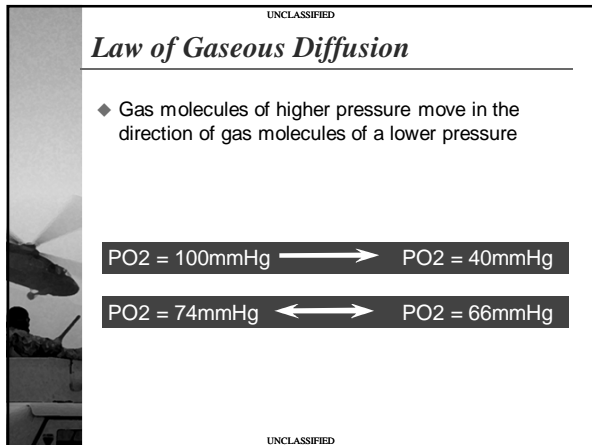 UNCLASSIFIED
Law of Gaseous Diffusion
◆ Gas molecules of higher pressure move in the
direction of gas molecules of a lower pressure
PO2 = 100mmHg PO2 = 40mmHg
PO2 = 74mmHg PO2 = 66mmHg
UNCLASSIFIED